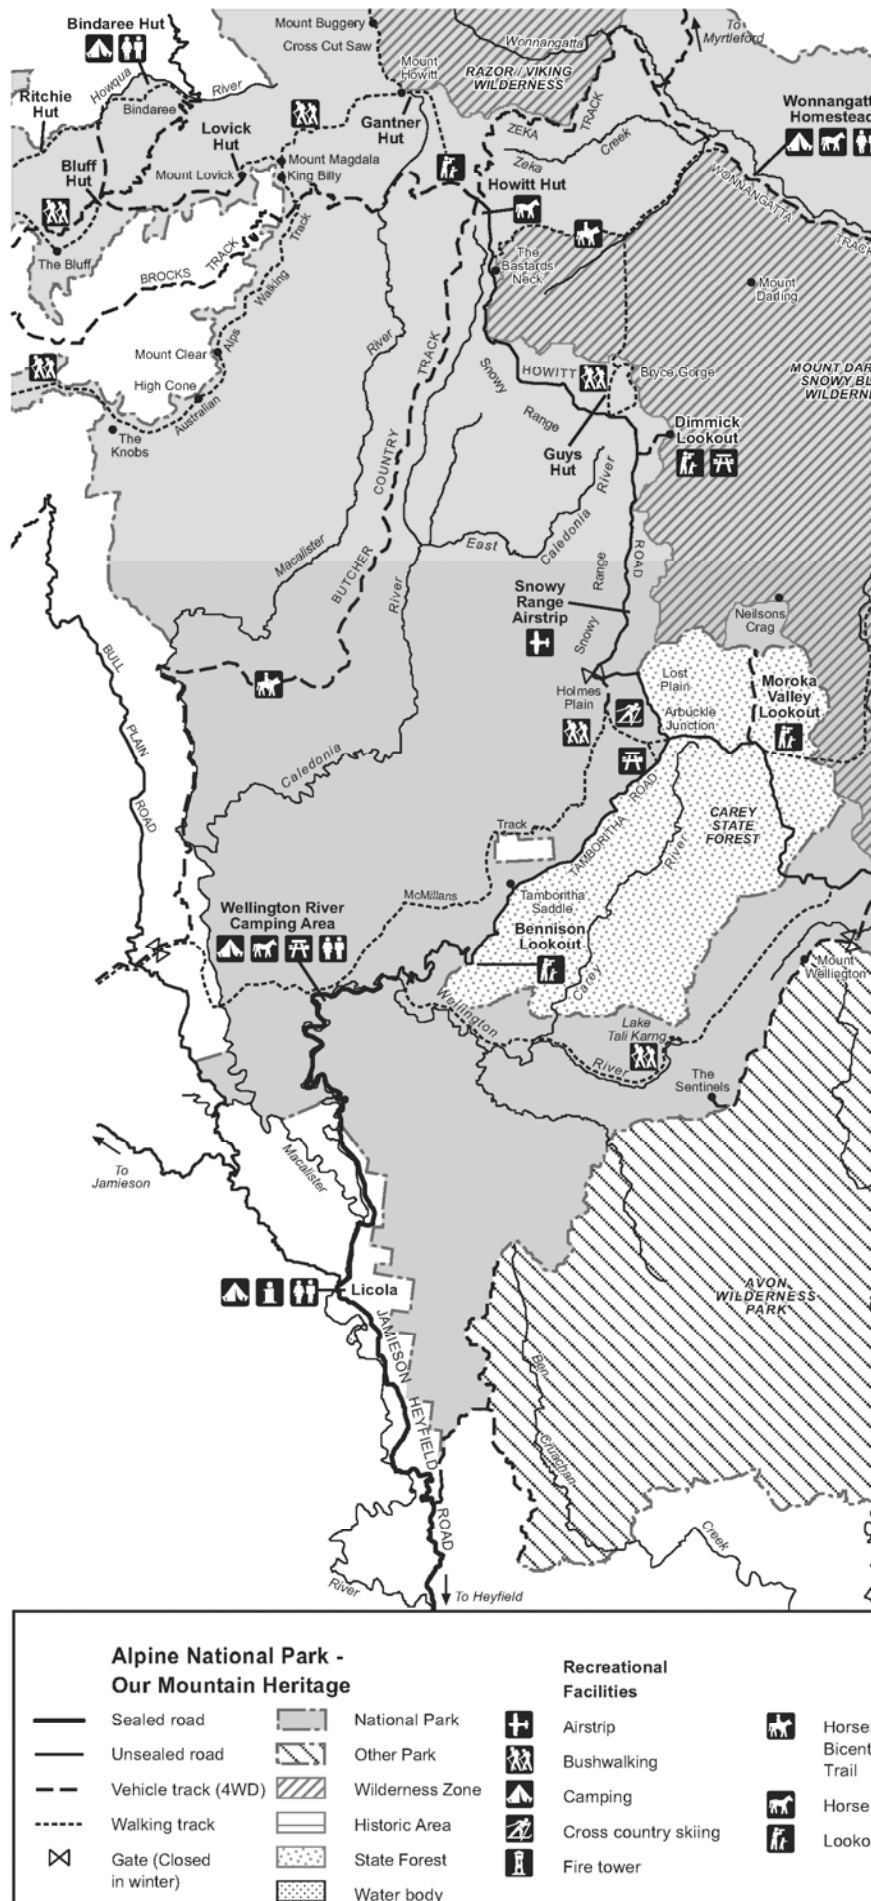 Bindaree Hut
Mount Buggery
Cross Cut Saw
To
Myrtleford
Wonnangatta
Mount
Howitt
RAZOR / VIKING
WILDERNESS
Howqua
River
Bindaree
Ritchie
Hut
Lovick
Hut
Gantner
Hut
ZEKA
TRACK
Creek
Zeka
Homestead
Mount Magdala
King Billy
Mount Lovick
Bluff
Hut
Howitt Hut
WONNANGATTA
TRACK
The Bluff
The
Bastards
Neck
Mount
Darling
BROCKS
TRACK
Track
Walking
Alps
Australian
Mount Clear
High Cone
The
Knobs
River
Macalister
BUTCHER
COUNTRY
TRACK
Snowy
Range
HOWITT
Bryce Gorge
Guys
Hut
Dimmick
Lookout
River
Caledonia
East
Range
Snowy
ROAD
River
Snowy
Range
Airstrip
Neilsons
Crag
BULL
PLAIN
ROAD
Holmes
Plain
Lost
Plain
Arbuckle
Junction
Moroka
Valley
Lookout
Caledonia
TAMBORITHA
ROAD
CAREY
STATE
FOREST
River
Carey
Track
McMillans
Tamboritha
Saddle
Bennison
Lookout
Wellington River
Camping Area
Wellington
River
Lake
Tali Karng
Mount
Wellington
The
Sentinels
To
Jamieson
Macalister
Licola
AVON
WILDERNESS
PARK
JAMIESON
HEYFIELD
ROAD
Ben
Cruachan
Creek
River
To Heyfield
Alpine National Park -
Our Mountain Heritage
Sealed road
Unsealed road
Vehicle track (4WD)
Walking track
Gate (Closed
in winter)
National Park
Other Park
Wilderness Zone
Historic Area
State Forest
Water body
Recreational
Facilities
Airstrip
Bushwalking
Camping
Cross country skiing
Fire tower
Trail